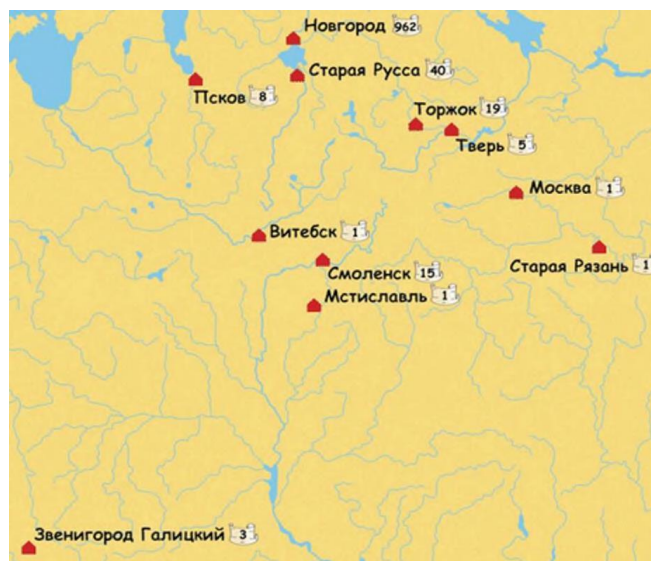 Новгород 962
Старая Русса 40
Псков 8
Торжок 19
Тверь 5
Москва 1
Витебск 1
Старая Рязань 1
Смоленск 15
Мстиславль 1
Звенигород Галицкий 3